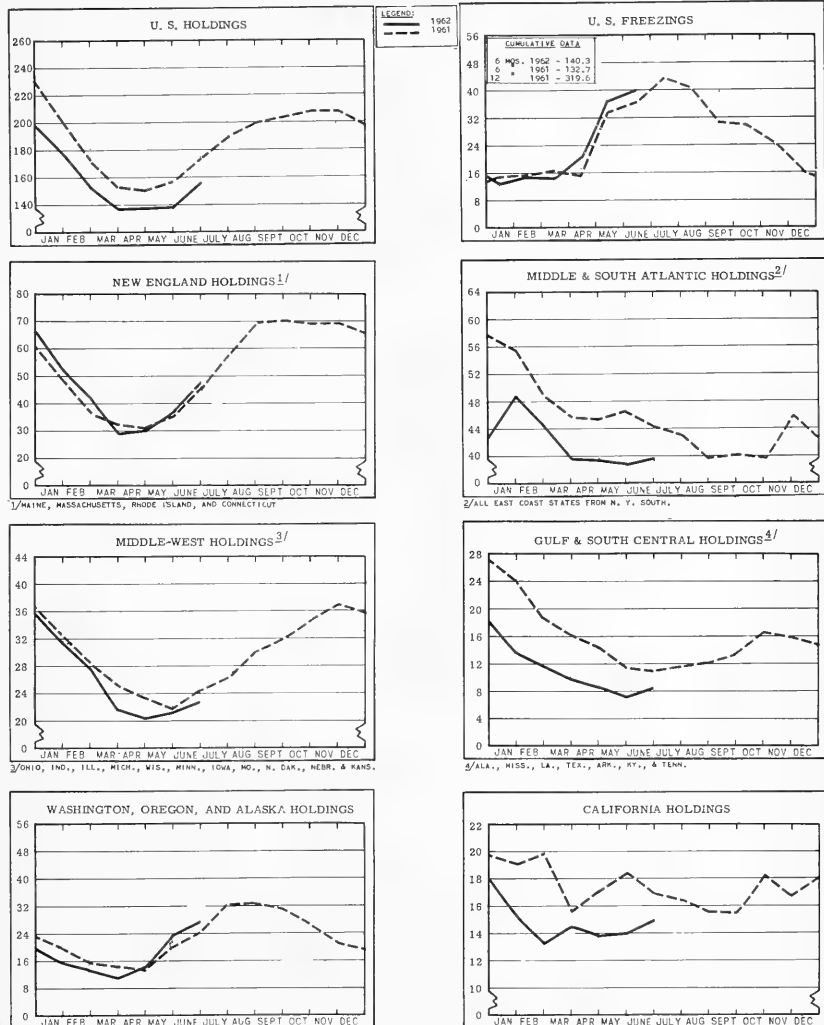 U. S. HOLDINGS
260
240
220
200
180
160
140
0
JAN FEB MAR APR MAY JUNE JULY AUG SEPT OCT NOV DEC
LEGEND:
1962
1961
U. S. FREEZINGS
56
48
40
32
24
16
8
0
CUMULATIVE DATA
6 MOS. 1962 - 140.3
6 " 1961 - 132.7
12 1961 - 319.6
JAN FEB MAR APR MAY JUNE JULY AUG SEPT OCT NOV DEC
NEW ENGLAND HOLDINGS 1/
80
70
60
50
40
30
0
JAN FEB MAR APR MAY JUNE JULY AUG SEPT OCT NOV DEC
1/MAINE, MASSACHUSETTS, RHODE ISLAND, AND CONNECTICUT
MIDDLE & SOUTH ATLANTIC HOLDINGS 2/
64
56
48
44
40
0
JAN FEB MAR APR MAY JUNE JULY AUG SEPT OCT NOV DEC
2/ALL EAST COAST STATES FROM N. Y. SOUTH.
MIDDLE-WEST HOLDINGS 3/
44
36
32
28
24
20
0
JAN FEB MAR APR MAY JUNE JULY AUG SEPT OCT NOV DEC
3/OHIO, IND., ILL., MICH., WIS., MINN., IOWA, MO., N. DAK., NEBR. & KANS.
GULF & SOUTH CENTRAL HOLDINGS 4/
28
24
20
16
12
8
4
0
JAN FEB MAR APR MAY JUNE JULY AUG SEPT OCT NOV DEC
4/ALA., MISS., LA., TEX., ARK., KY., & TENN.
WASHINGTON, OREGON, AND ALASKA HOLDINGS
56
48
40
32
24
16
8
0
JAN FEB MAR APR MAY JUNE JULY AUG SEPT OCT NOV DEC
CALIFORNIA HOLDINGS
22
20
18
16
14
12
10
0
JAN FEB MAR APR MAY JUNE JULY AUG SEPT OCT NOV DEC